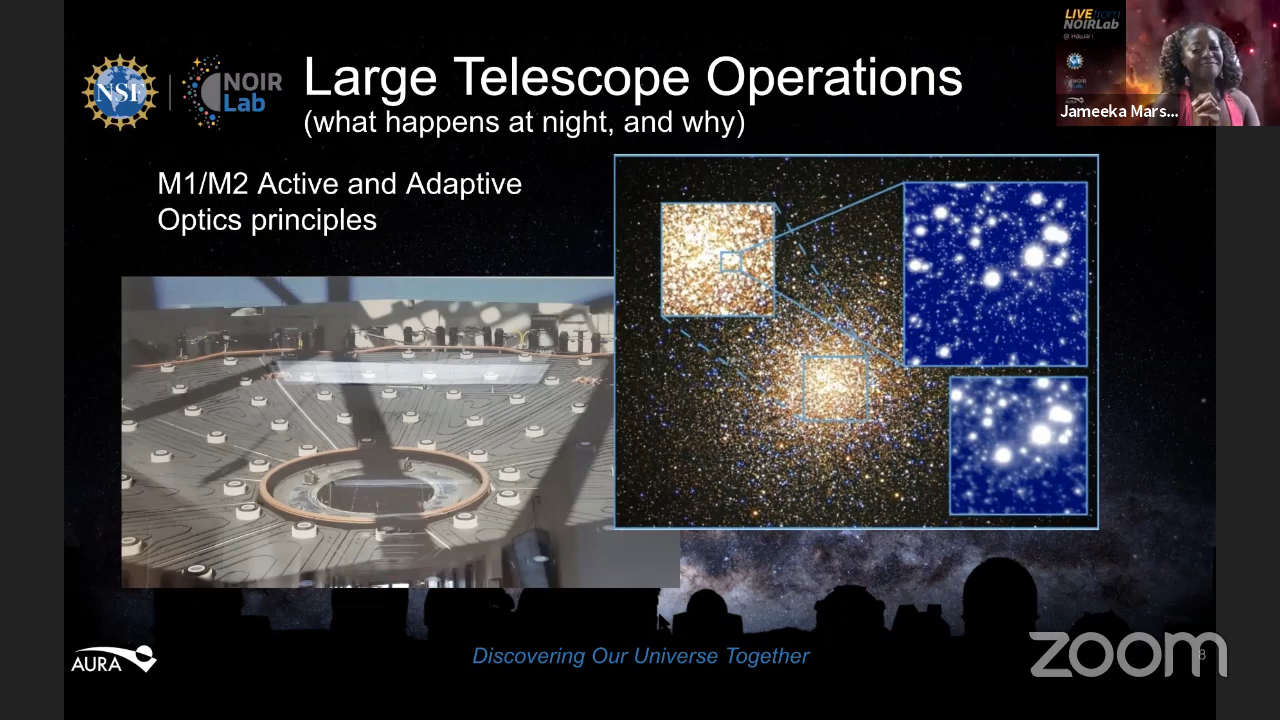 LIVE from
NOIRLab
@ Hawai'i
Jameeka Mars...
NSF
NOIR
Lab
Large Telescope Operations
(what happens at night, and why)
M1/M2 Active and Adaptive
Optics principles
AURA
Discovering Our Universe Together
zoom
8